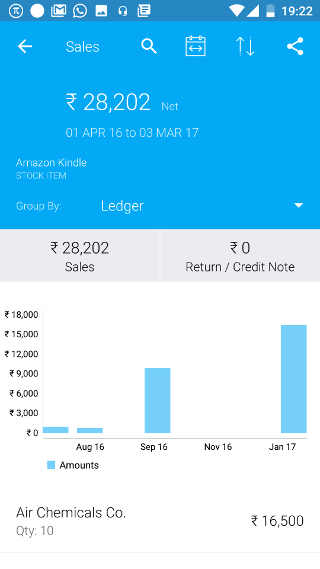 19:22
Sales
₹ 28,202 Net
01 APR 16 to 03 MAR 17
Amazon Kindle
STOCK ITEM
Group By: Ledger
₹ 28,202 ₹ 0
Sales Return / Credit Note
₹ 18,000
₹ 15,000
₹ 12,000
₹ 9,000
₹ 6,000
₹ 3,000
₹ 0
Aug 16 Sep 16 Nov 16 Jan 17
Amounts
Air Chemicals Co. ₹ 16,500
Qty: 10